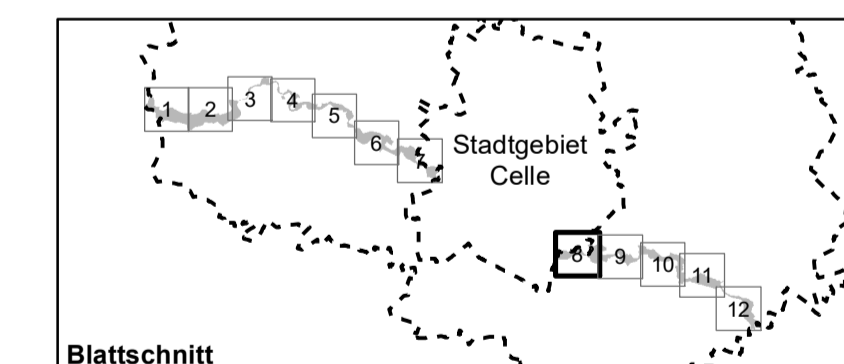 1 2 3 4 5 6 7
Stadtgebiet
Celle
8 9 10 11 12
Blattschnitt